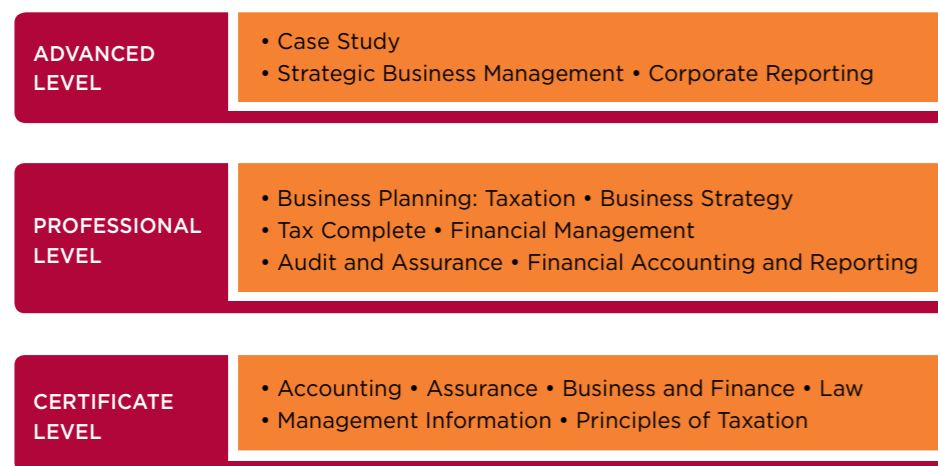 ADVANCED
LEVEL
• Case Study
• Strategic Business Management • Corporate Reporting
PROFESSIONAL
LEVEL
• Business Planning: Taxation • Business Strategy
• Tax Complete • Financial Management
• Audit and Assurance • Financial Accounting and Reporting
CERTIFICATE
LEVEL
• Accounting • Assurance • Business and Finance • Law
• Management Information • Principles of Taxation